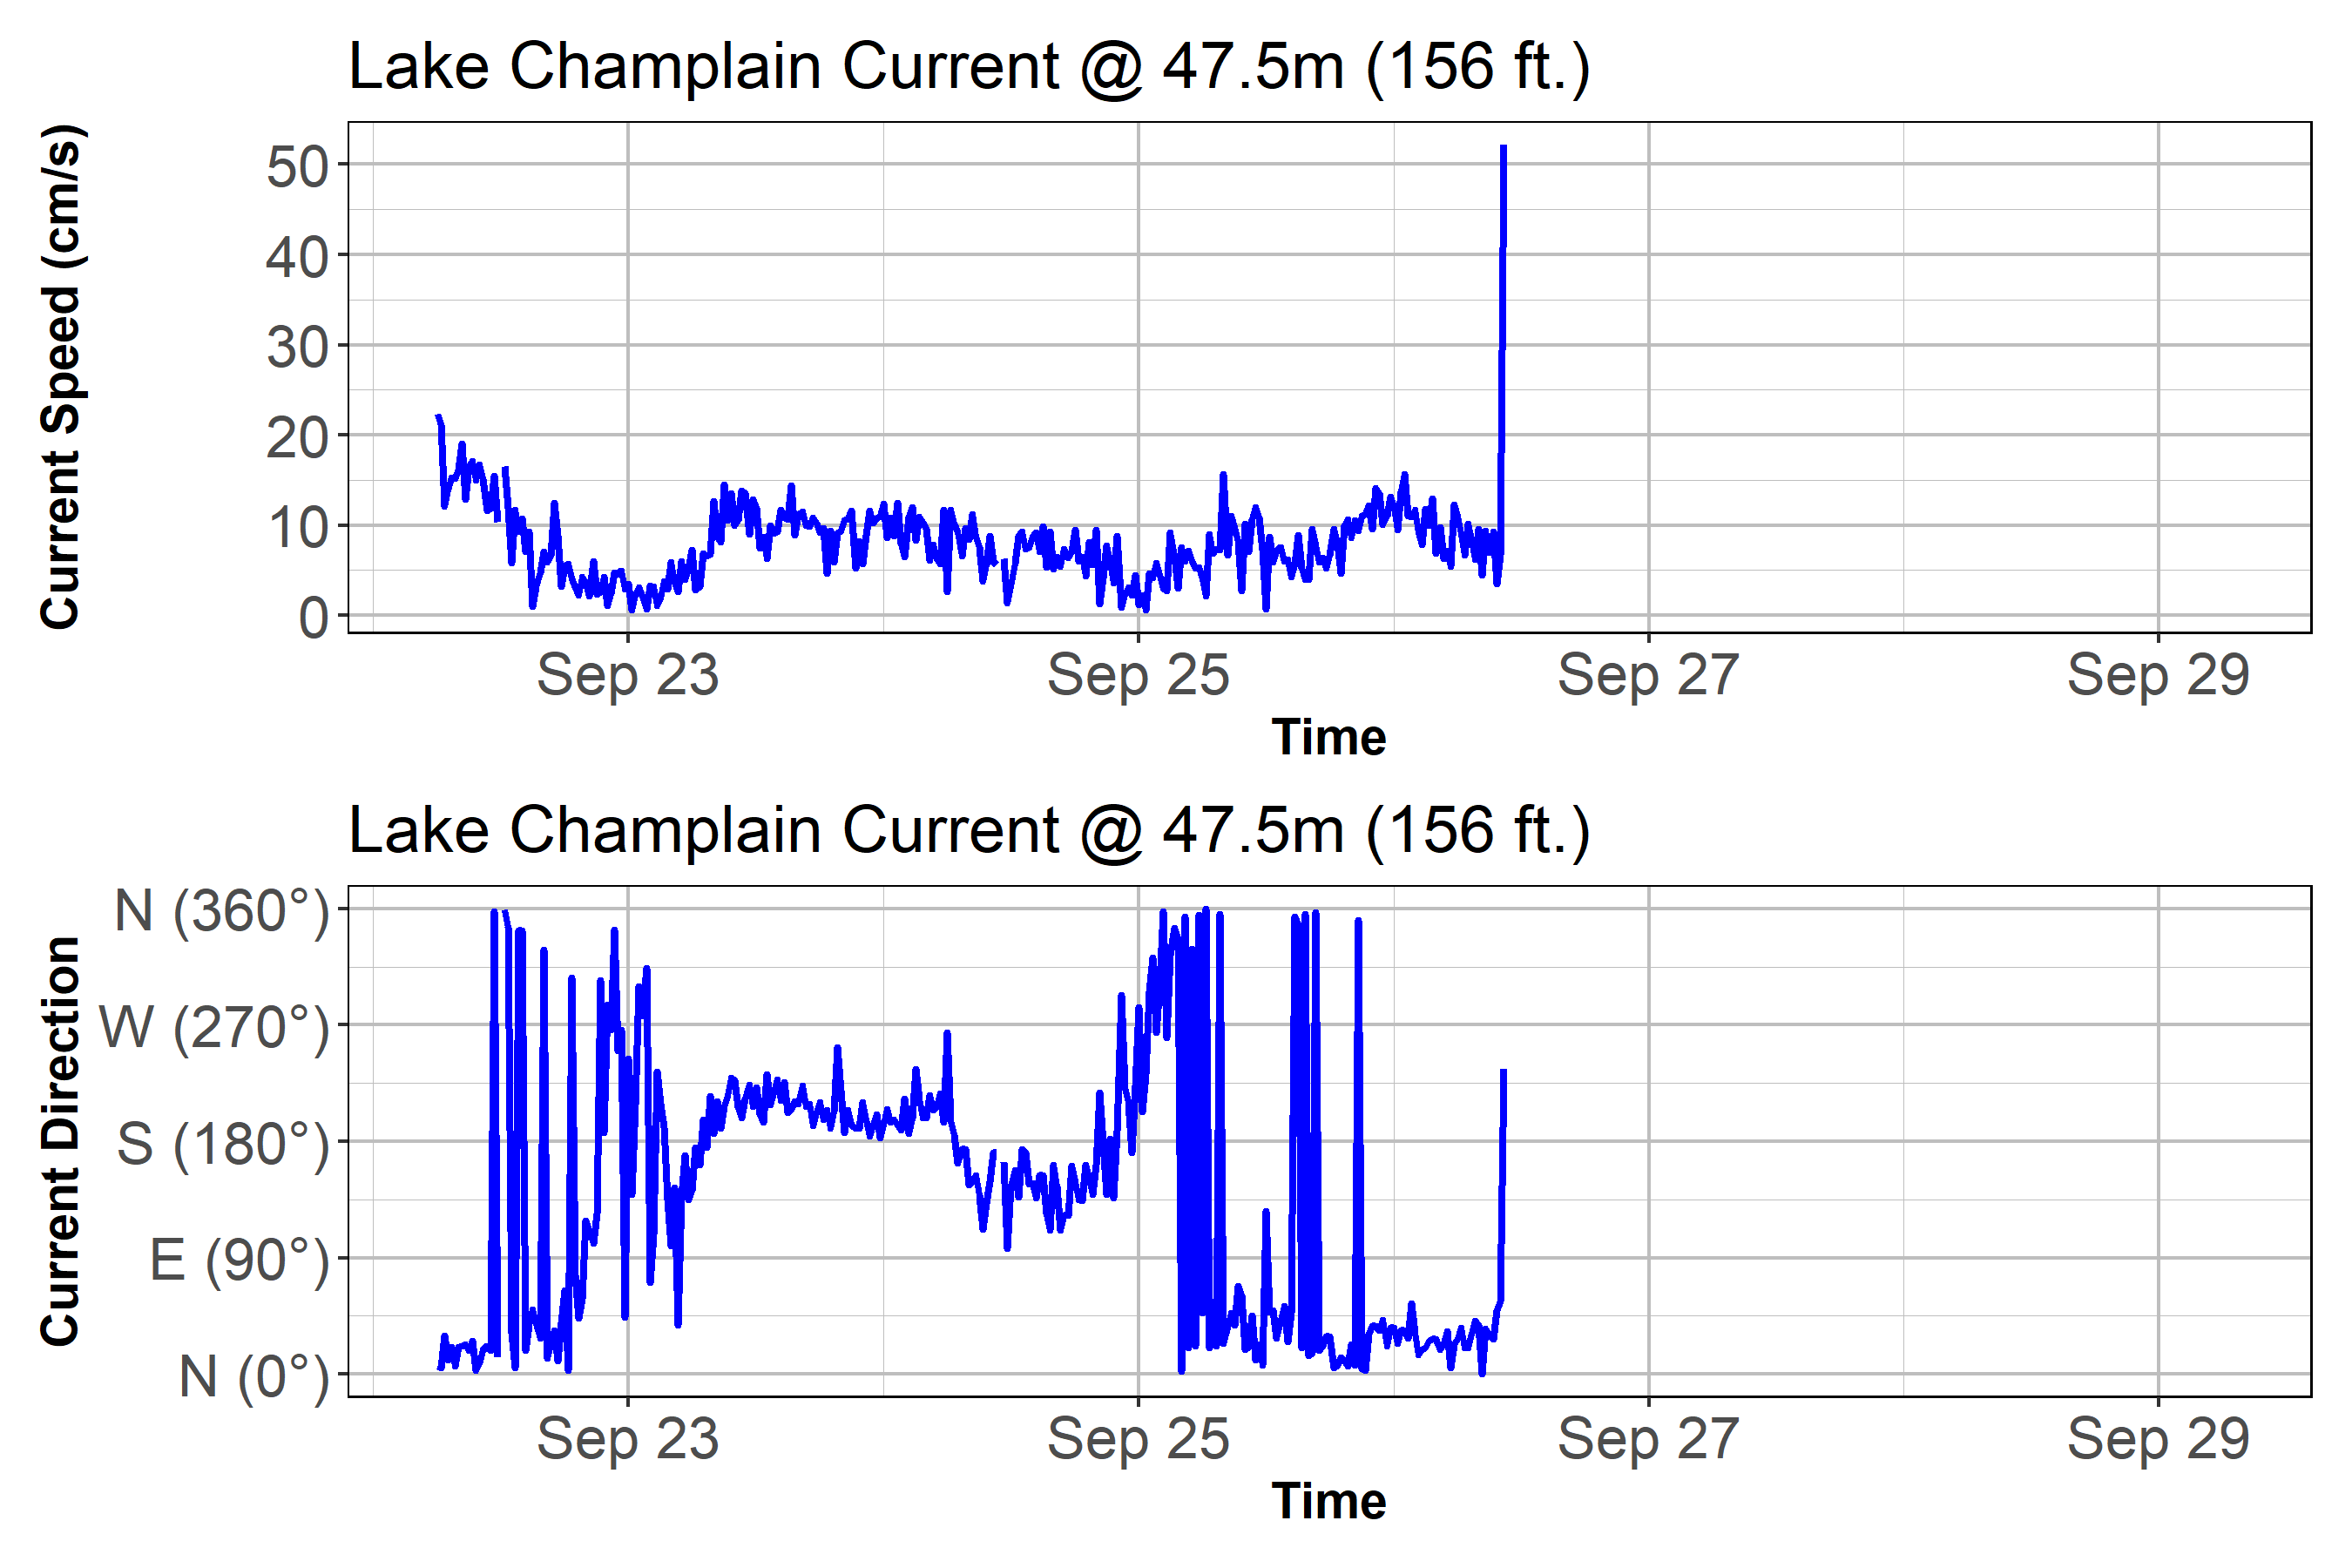 Lake Champlain Current @ 47.5m (156 ft.)
Current Speed (cm/s)
50
40
30
20
10
0
Sep 23 Sep 25 Sep 27 Sep 29
Time
Lake Champlain Current @ 47.5m (156 ft.)
Current Direction
N (360°)
W (270°)
S (180°)
E (90°)
N (0°)
Sep 23 Sep 25 Sep 27 Sep 29
Time